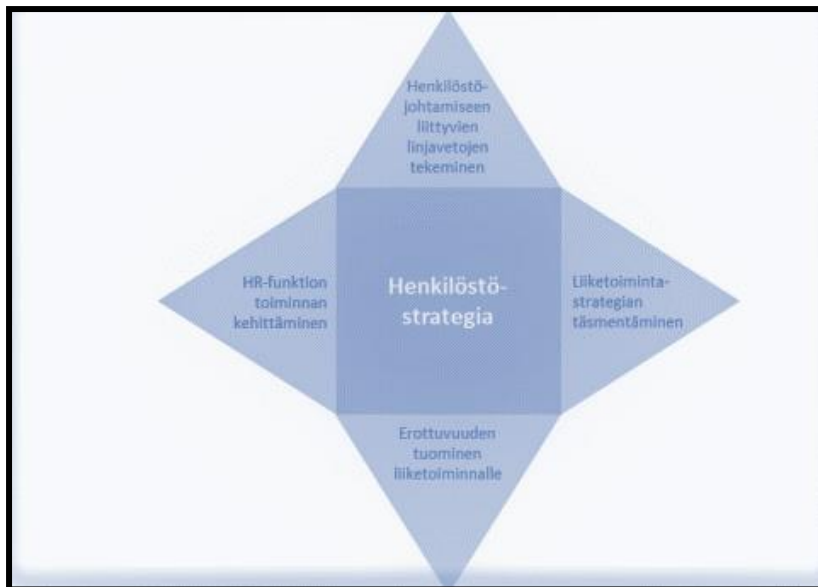 Henkilöstö-
johtamiseen
liittyvien
linjavetojen
tekeminen
HR-funktion
toiminnan
kehittäminen
Henkilöstö-
strategia
Liiketoiminta-
strategian
täsmentäminen
Erottuvuuden
tuominen
liiketoiminnalle